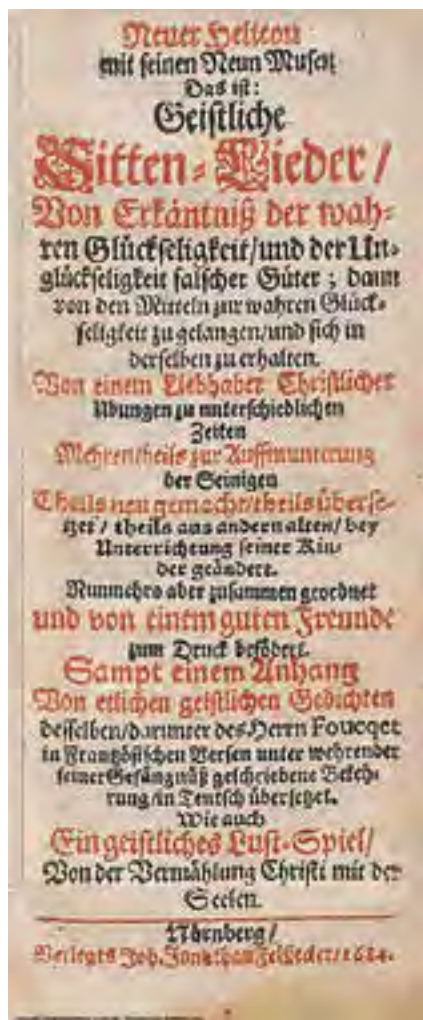 Neuer Helicon
mit seinen Neun Musen
Das ist:
Geistliche
Sitten-Lieder/
Von Erkäntniß der wah-
ren Glückseligkeit/und der Un-
glückseligkeit falscher Güter; dann
von den Mitteln zur wahren Glück-
seligkeit zu gelangen/und sich in
derselben zu erhalten.
Von einem Liebhaber Christlicher
Übungen zu unterschiedlichen
Zeiten
Mehrentheils zur Auffmunterung
der Seinigen
Theils neu gemacht/theils überse-
tzet/ theils aus andern alten/ bey
Unterrichtung seiner Kin-
der geändert.
Nunmehro aber zusammen geordnet
und von einem guten Freunde
zum Druck befödert.
Sampt einem Anhang
Von etlichen geistlichen Gedichten
desselben/darunter des Herrn Foucqet
in Frantzösischen Versen unter wehrender
seiner Gefängnüß geschriebene Bekeh-
rung/in Teutsch übersetzet.
Wie auch
Ein geistliches Lust-Spiel/
Von der Vermählung Christi mit der
Seelen.
Nürnberg/
Verlegts Joh. Jonathan Felßecker/1684.